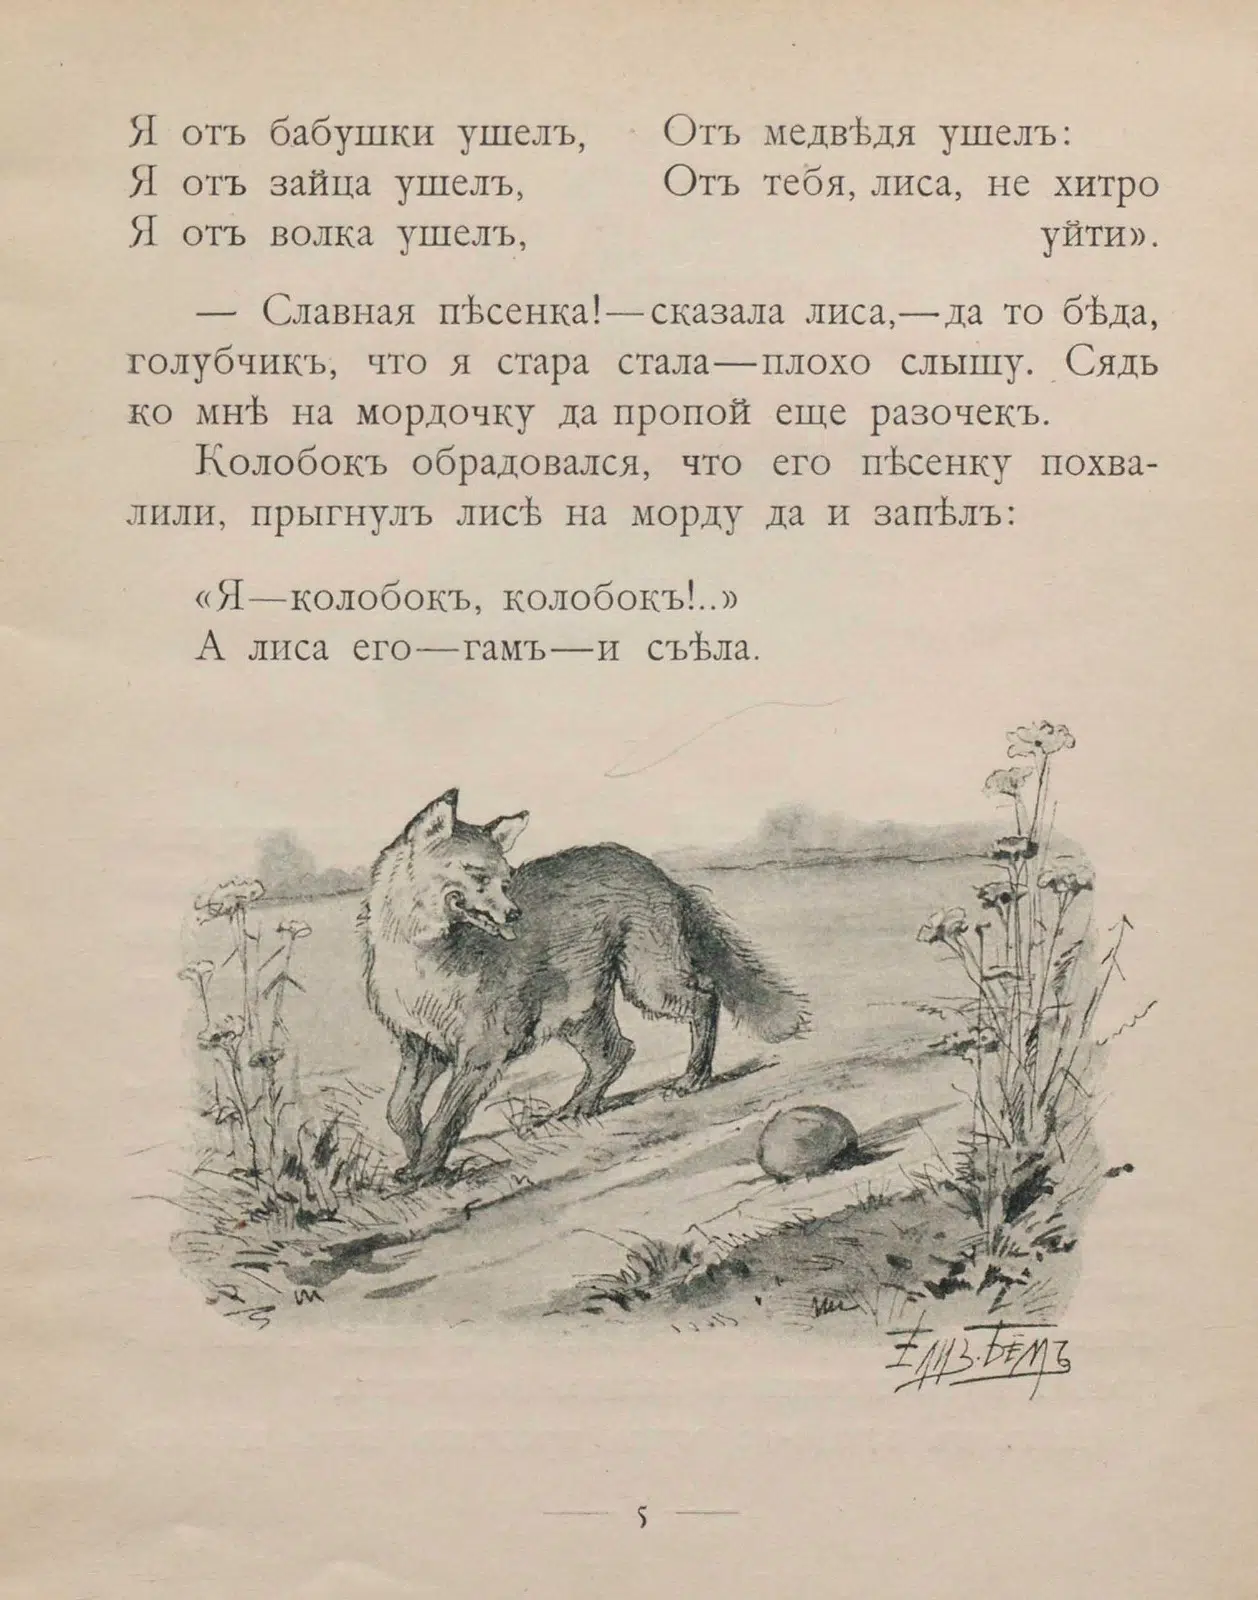 Я отъ бабушки ушелъ,
Я отъ зайца ушелъ,
Я отъ волка ушелъ,
Отъ медвѣдя ушелъ:
Отъ тебя, лиса, не хитро
уйти».
— Славная пѣсенка!—сказала лиса,—да то бѣда,
голубчикъ, что я стара стала—плохо слышу. Сядь
ко мнѣ на мордочку да пропой еще разочекъ.
Колобокъ обрадовался, что его пѣсенку похва-
лили, прыгнулъ лисѣ на морду да и запѣлъ:
«Я—колобокъ, колобокъ!..»
А лиса его—гамъ—и съѣла.
Елиз. Бёмъ
5